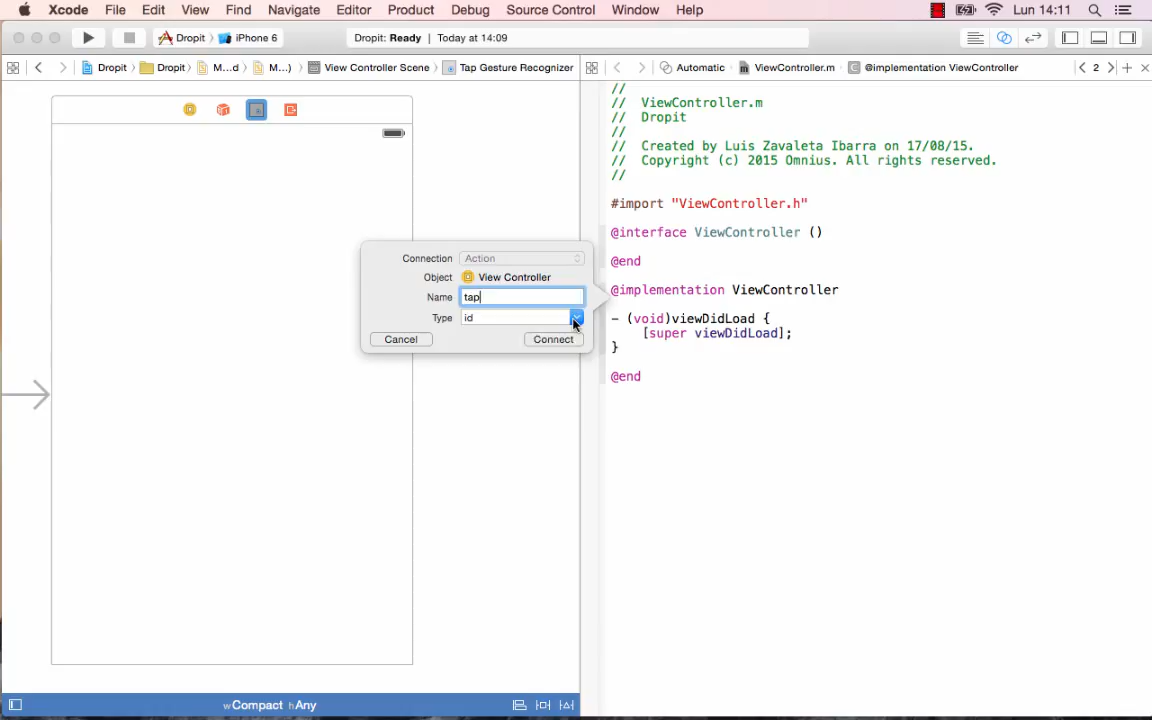 Xcode File Edit View Find Navigate Editor Product Debug Source Control Window Help Lun 14:11
Dropit iPhone 6 Dropit: Ready | Today at 14:09
Dropit Dropit M...d M...) View Controller Scene Tap Gesture Recognizer Automatic ViewController.m @implementation ViewController 2
//
// ViewController.m
// Dropit
//
// Created by Luis Zavaleta Ibarra on 17/08/15.
// Copyright (c) 2015 Omnius. All rights reserved.
//
#import "ViewController.h"
@interface ViewController ()
@end
@implementation ViewController
- (void)viewDidLoad {
[super viewDidLoad];
}
@end
Connection Action
Object View Controller
Name tap
Type id
Cancel Connect
wCompact hAny